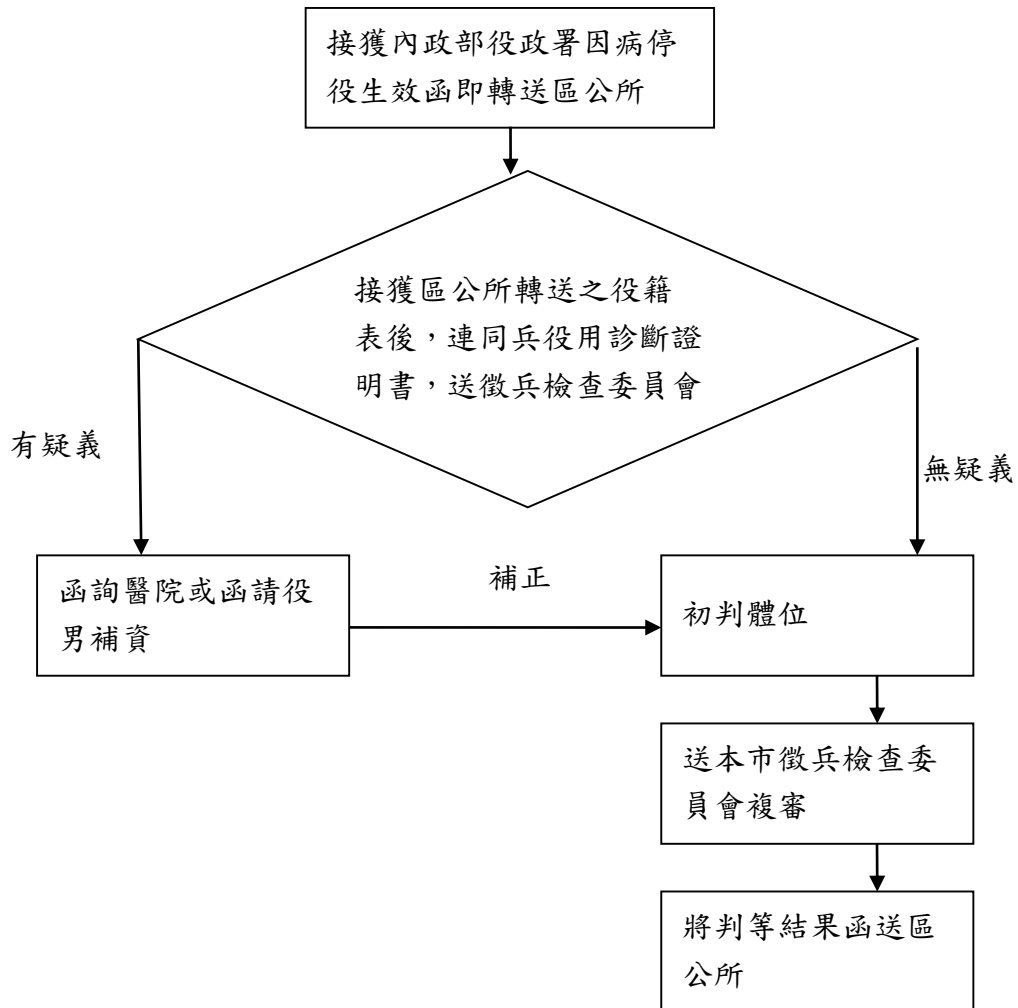 接獲內政部役政署因病停
役生效函即轉送區公所
接獲區公所轉送之役籍
表後，連同兵役用診斷證
明書，送徵兵檢查委員會
有疑義
無疑義
函詢醫院或函請役
男補資
補正
初判體位
送本市徵兵檢查委
員會複審
將判等結果函送區
公所